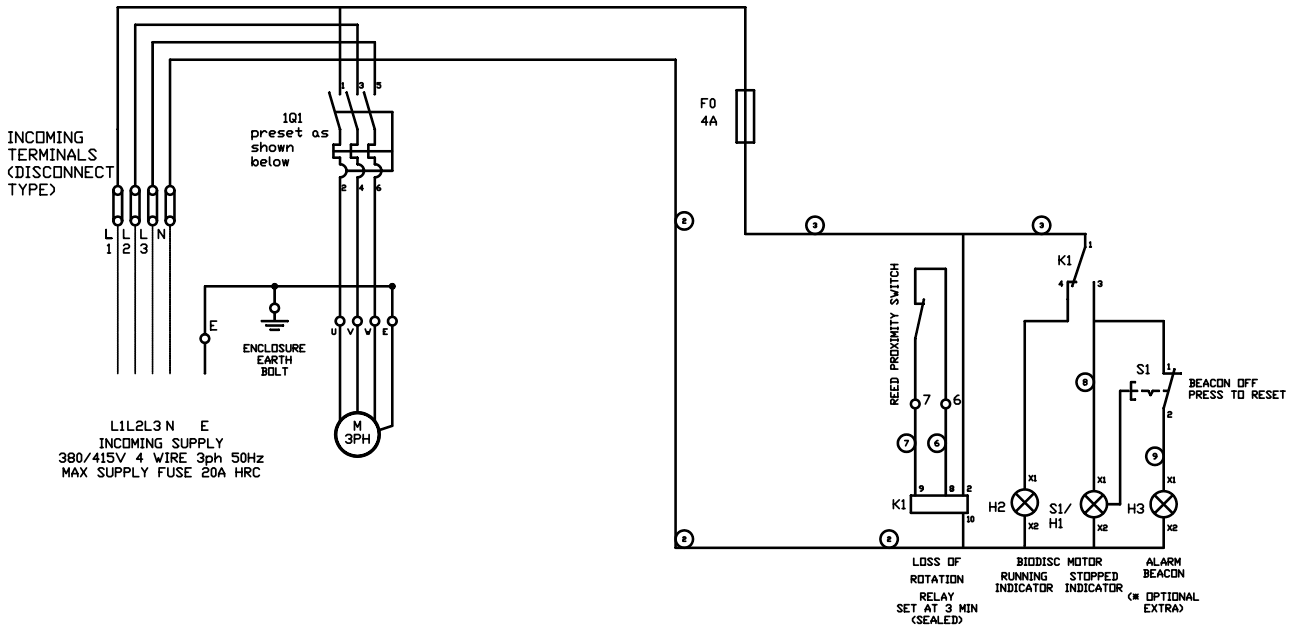 INCOMING
TERMINALS
(DISCONNECT
TYPE)
1Q1
preset as
shown
below
1 3 5
2 4 6
F0
4A
L L L N
1 2 3
E
ENCLOSURE
EARTH
BOLT
U V W E
M
3PH
L1L2L3 N E
INCOMING SUPPLY
380/415V 4 WIRE 3ph 50Hz
MAX SUPPLY FUSE 20A HRC
2
3
3
K1
1
4
3
REED PROXIMITY SWITCH
7
6
7
6
8
S1
1
2
BEACON OFF
PRESS TO RESET
9
K1
9
8
2
10
H2
X1
X2
S1/
H1
X1
X2
H3
X1
X2
2
2
LOSS OF
ROTATION
RELAY
SET AT 3 MIN
(SEALED)
BIODISC MOTOR
RUNNING STOPPED
INDICATOR INDICATOR
ALARM
BEACON
(* OPTIONAL
EXTRA)